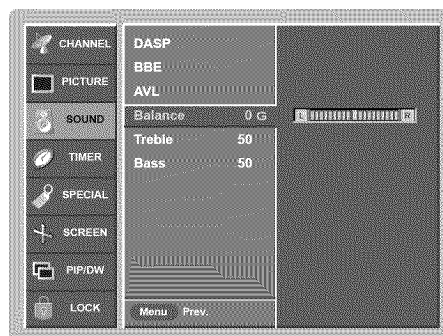 CHANNEL
PICTURE
SOUND
TIMER
SPECIAL
SCREEN
PIP/DW
LOCK
DASP
BBE
AVL
Balance 0 G
Treble 50
Bass 50
Menu Prev.
L R